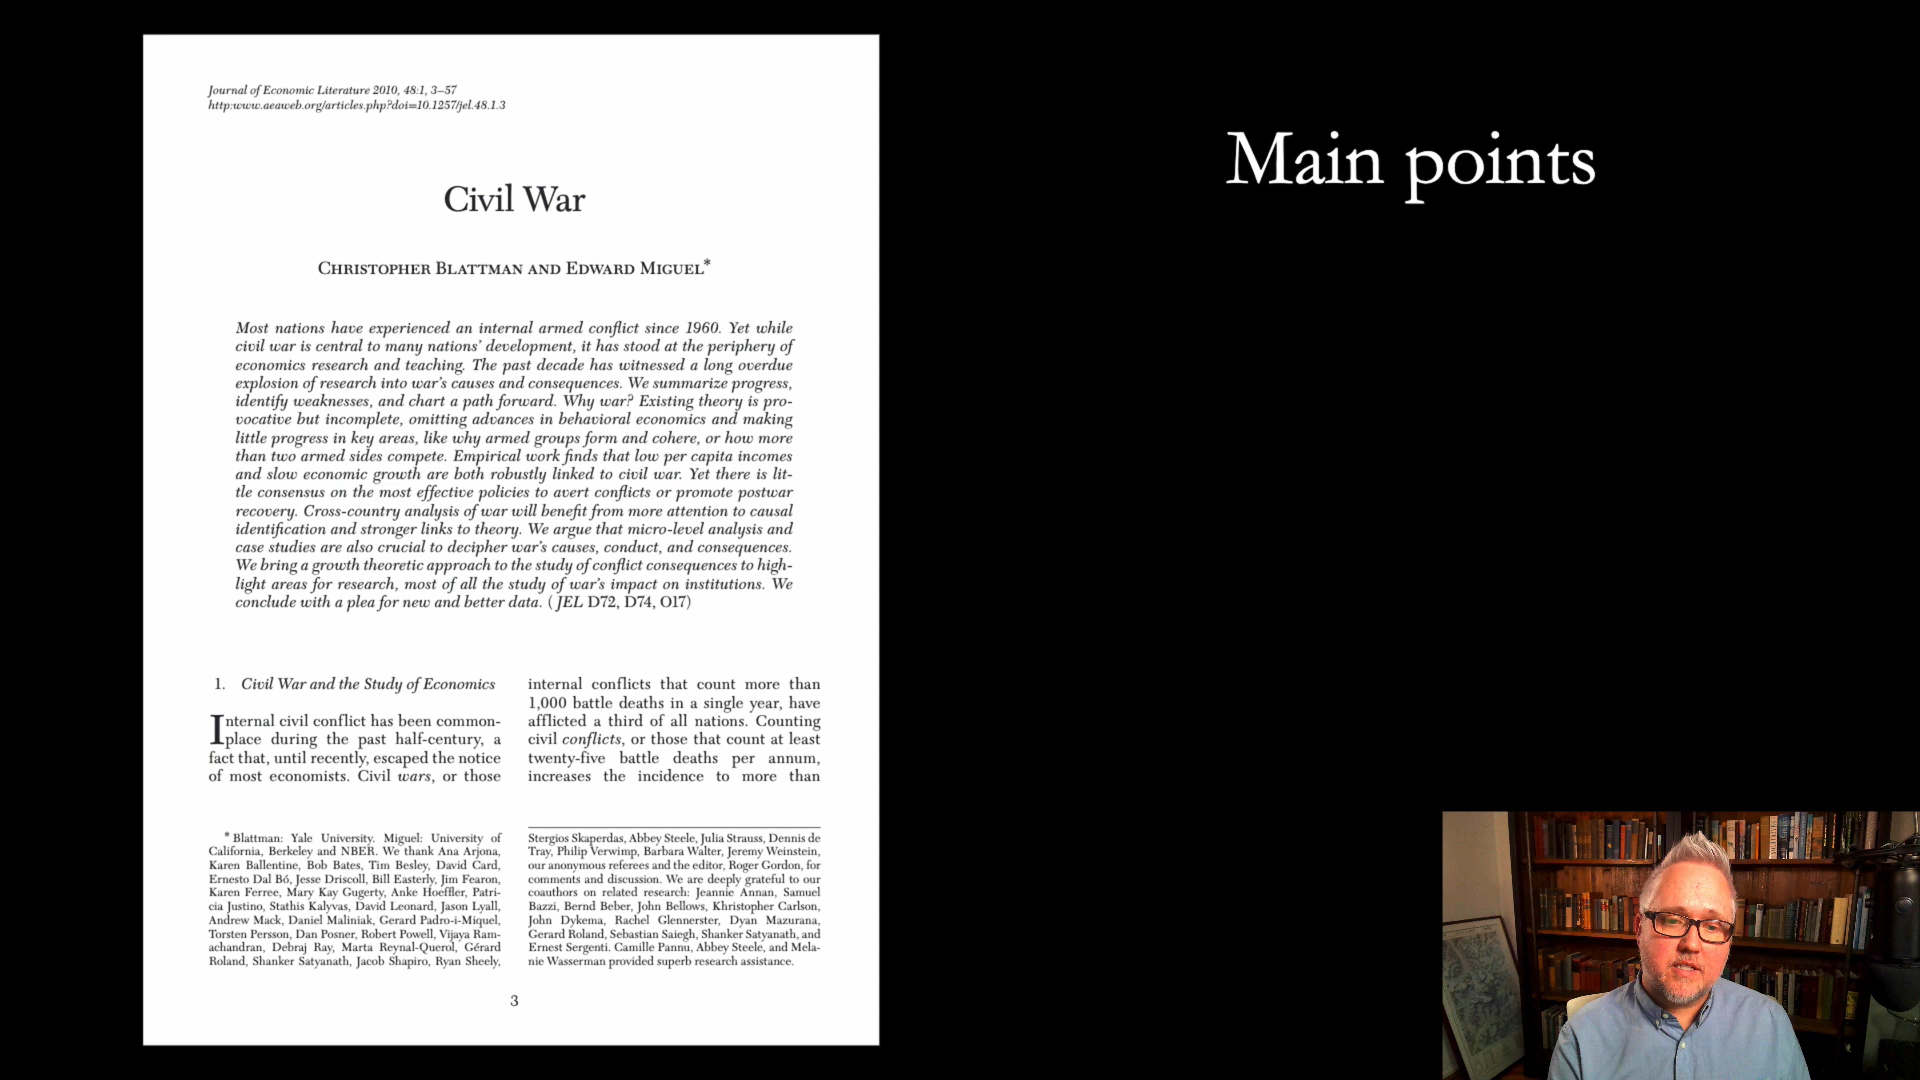 Journal of Economic Literature 2010, 48:1, 3–57
http:www.aeaweb.org/articles.php?doi=10.1257/jel.48.1.3
Civil War
Christopher Blattman and Edward Miguel*
Most nations have experienced an internal armed conflict since 1960. Yet while
civil war is central to many nations' development, it has stood at the periphery of
economics research and teaching. The past decade has witnessed a long overdue
explosion of research into war's causes and consequences. We summarize progress,
identify weaknesses, and chart a path forward. Why war? Existing theory is pro-
vocative but incomplete, omitting advances in behavioral economics and making
little progress in key areas, like why armed groups form and cohere, or how more
than two armed sides compete. Empirical work finds that low per capita incomes
and slow economic growth are both robustly linked to civil war. Yet there is lit-
tle consensus on the most effective policies to avert conflicts or promote postwar
recovery. Cross-country analysis of war will benefit from more attention to causal
identification and stronger links to theory. We argue that micro-level analysis and
case studies are also crucial to decipher war's causes, conduct, and consequences.
We bring a growth theoretic approach to the study of conflict consequences to high-
light areas for research, most of all the study of war's impact on institutions. We
conclude with a plea for new and better data. (JEL D72, D74, O17)
1. Civil War and the Study of Economics
Internal civil conflict has been common-
place during the past half-century, a
fact that, until recently, escaped the notice
of most economists. Civil wars, or those
internal conflicts that count more than
1,000 battle deaths in a single year, have
afflicted a third of all nations. Counting
civil conflicts, or those that count at least
twenty-five battle deaths per annum,
increases the incidence to more than
* Blattman: Yale University. Miguel: University of
California, Berkeley and NBER. We thank Ana Arjona,
Karen Ballentine, Bob Bates, Tim Besley, David Card,
Ernesto Dal Bó, Jesse Driscoll, Bill Easterly, Jim Fearon,
Karen Ferree, Mary Kay Gugerty, Anke Hoeffler, Patri-
cia Justino, Stathis Kalyvas, David Leonard, Jason Lyall,
Andrew Mack, Daniel Maliniak, Gerard Padro-i-Miquel,
Torsten Persson, Dan Posner, Robert Powell, Vijaya Ram-
achandran, Debraj Ray, Marta Reynal-Querol, Gérard
Roland, Shanker Satyanath, Jacob Shapiro, Ryan Sheely,
Stergios Skaperdas, Abbey Steele, Julia Strauss, Dennis de
Tray, Philip Verwimp, Barbara Walter, Jeremy Weinstein,
our anonymous referees and the editor, Roger Gordon, for
comments and discussion. We are deeply grateful to our
coauthors on related research: Jeannie Annan, Samuel
Bazzi, Bernd Beber, John Bellows, Khristopher Carlson,
John Dykema, Rachel Glennerster, Dyan Mazurana,
Gerard Roland, Sebastian Saiegh, Shanker Satyanath, and
Ernest Sergenti. Camille Pannu, Abbey Steele, and Mela-
nie Wasserman provided superb research assistance.
3
Main points